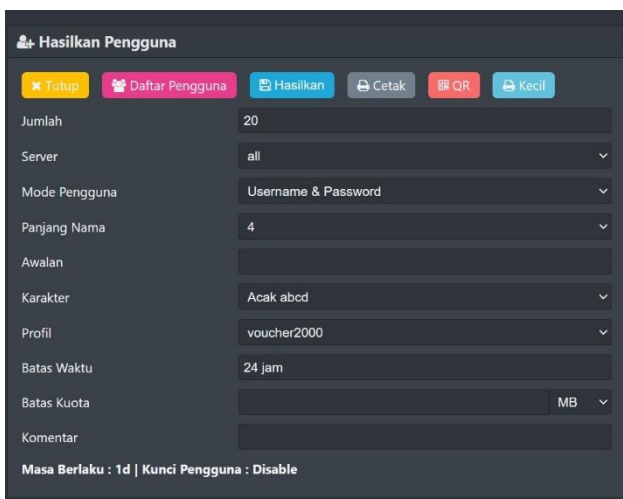 Hasilkan Pengguna
Tutup Daftar Pengguna Hasilkan Cetak QR Kecil
Jumlah 20
Server all
Mode Pengguna Username & Password
Panjang Nama 4
Awalan
Karakter Acak abcd
Profil voucher2000
Batas Waktu 24 jam
Batas Kuota MB
Komentar
Masa Berlaku : 1d | Kunci Pengguna : Disable